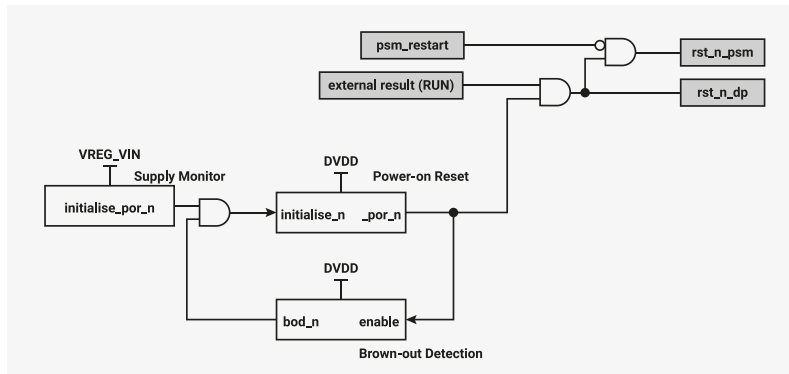 psm_restart
rst_n_psm
external result (RUN)
rst_n_dp
VREG_VIN
Supply Monitor
DVDD
Power-on Reset
initialise_por_n
initialise_n
_por_n
DVDD
bod_n
enable
Brown-out Detection